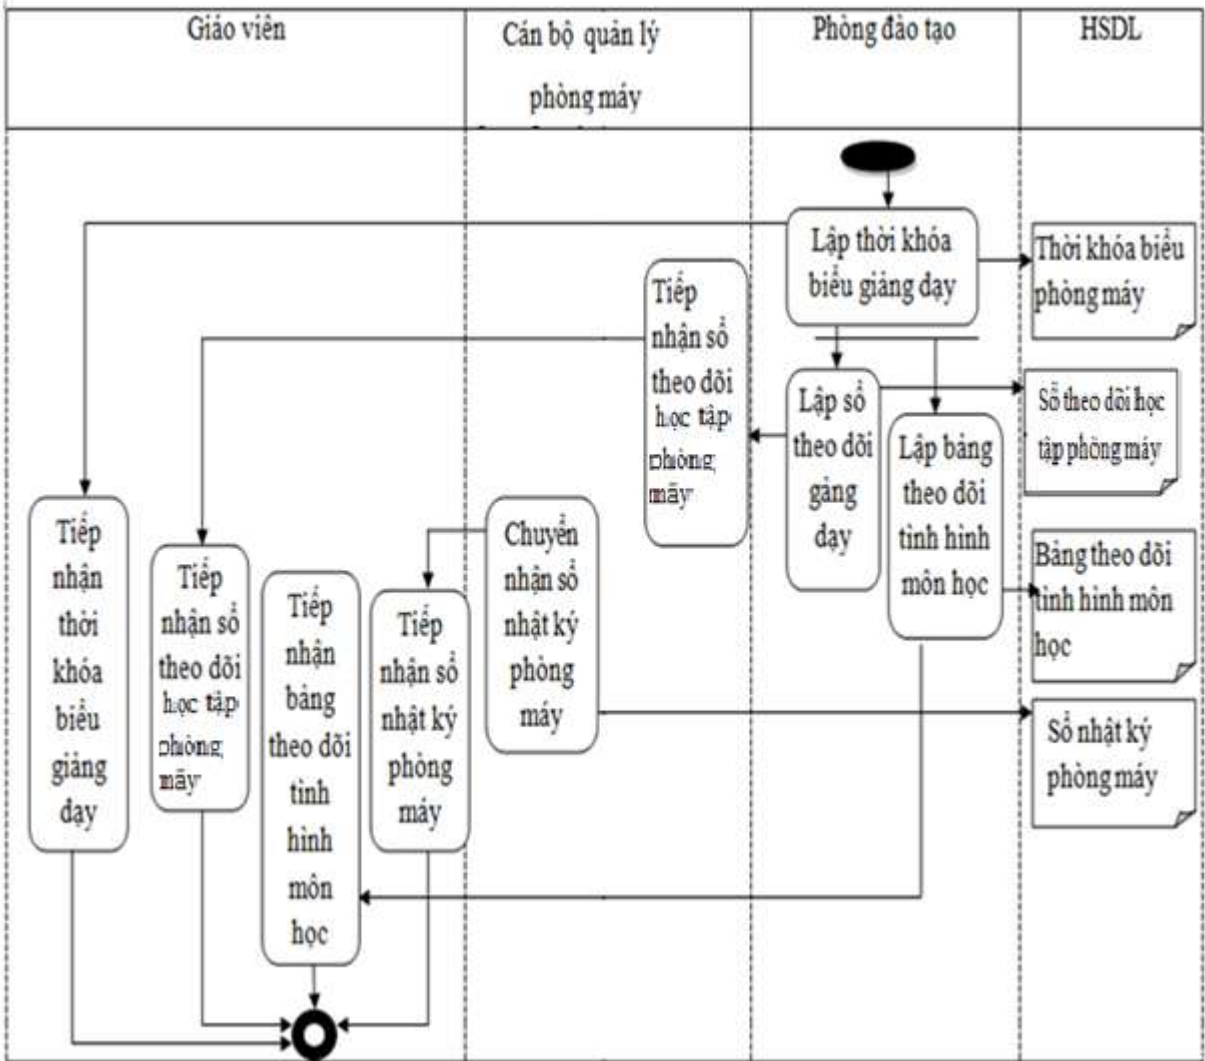 Giáo viên
Cán bộ quản lý
phòng máy
Phòng đào tạo
HSDL
Lập thời khóa
biểu giảng dạy
Thời khóa biểu
phòng máy
Tiếp
nhận sổ
theo dõi
học tập
phòng
máy
Lập sổ
theo dõi
gảng
dạy
Lập bảng
theo dõi
tình hình
môn học
Sổ theo dõi học
tập phòng máy
Tiếp
nhận
thời
khóa
biểu
giảng
dạy
Tiếp
nhận sổ
theo dõi
học tập
phòng
máy
Tiếp
nhận
bảng
theo dõi
tình
hình
môn
học
Tiếp
nhận sổ
nhật ký
phòng
máy
Chuyển
nhận sổ
nhật ký
phòng
máy
Bảng theo dõi
tình hình môn
học
Sổ nhật ký
phòng máy